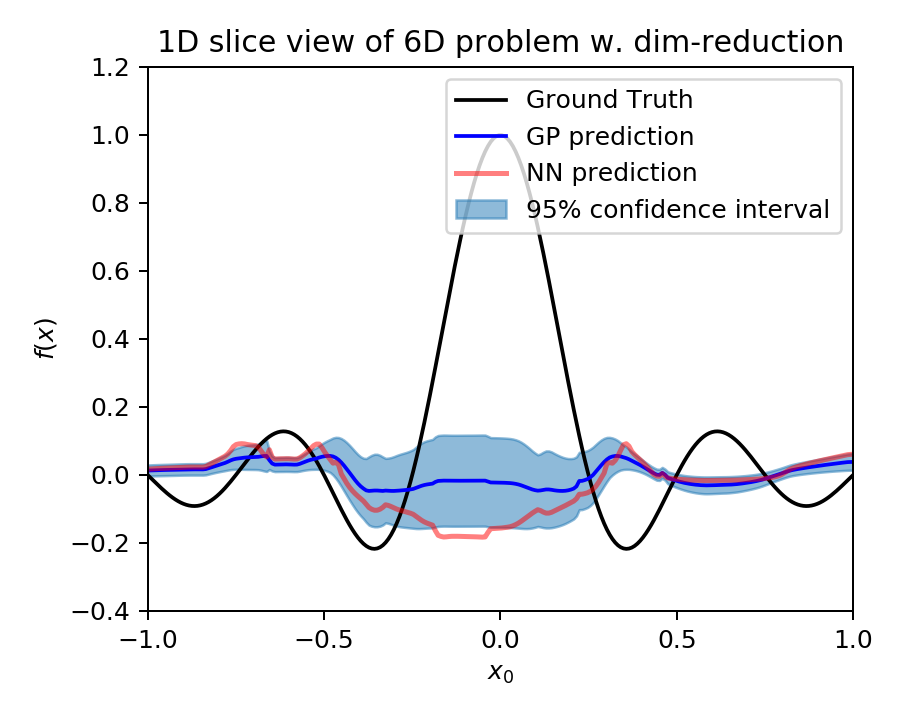 1D slice view of 6D problem w. dim-reduction
1.2
1.0
0.8
0.6
0.4
0.2
0.0
−0.2
−0.4
f(x)
Ground Truth
GP prediction
NN prediction
95% confidence interval
−1.0 −0.5 0.0 0.5 1.0
x₀